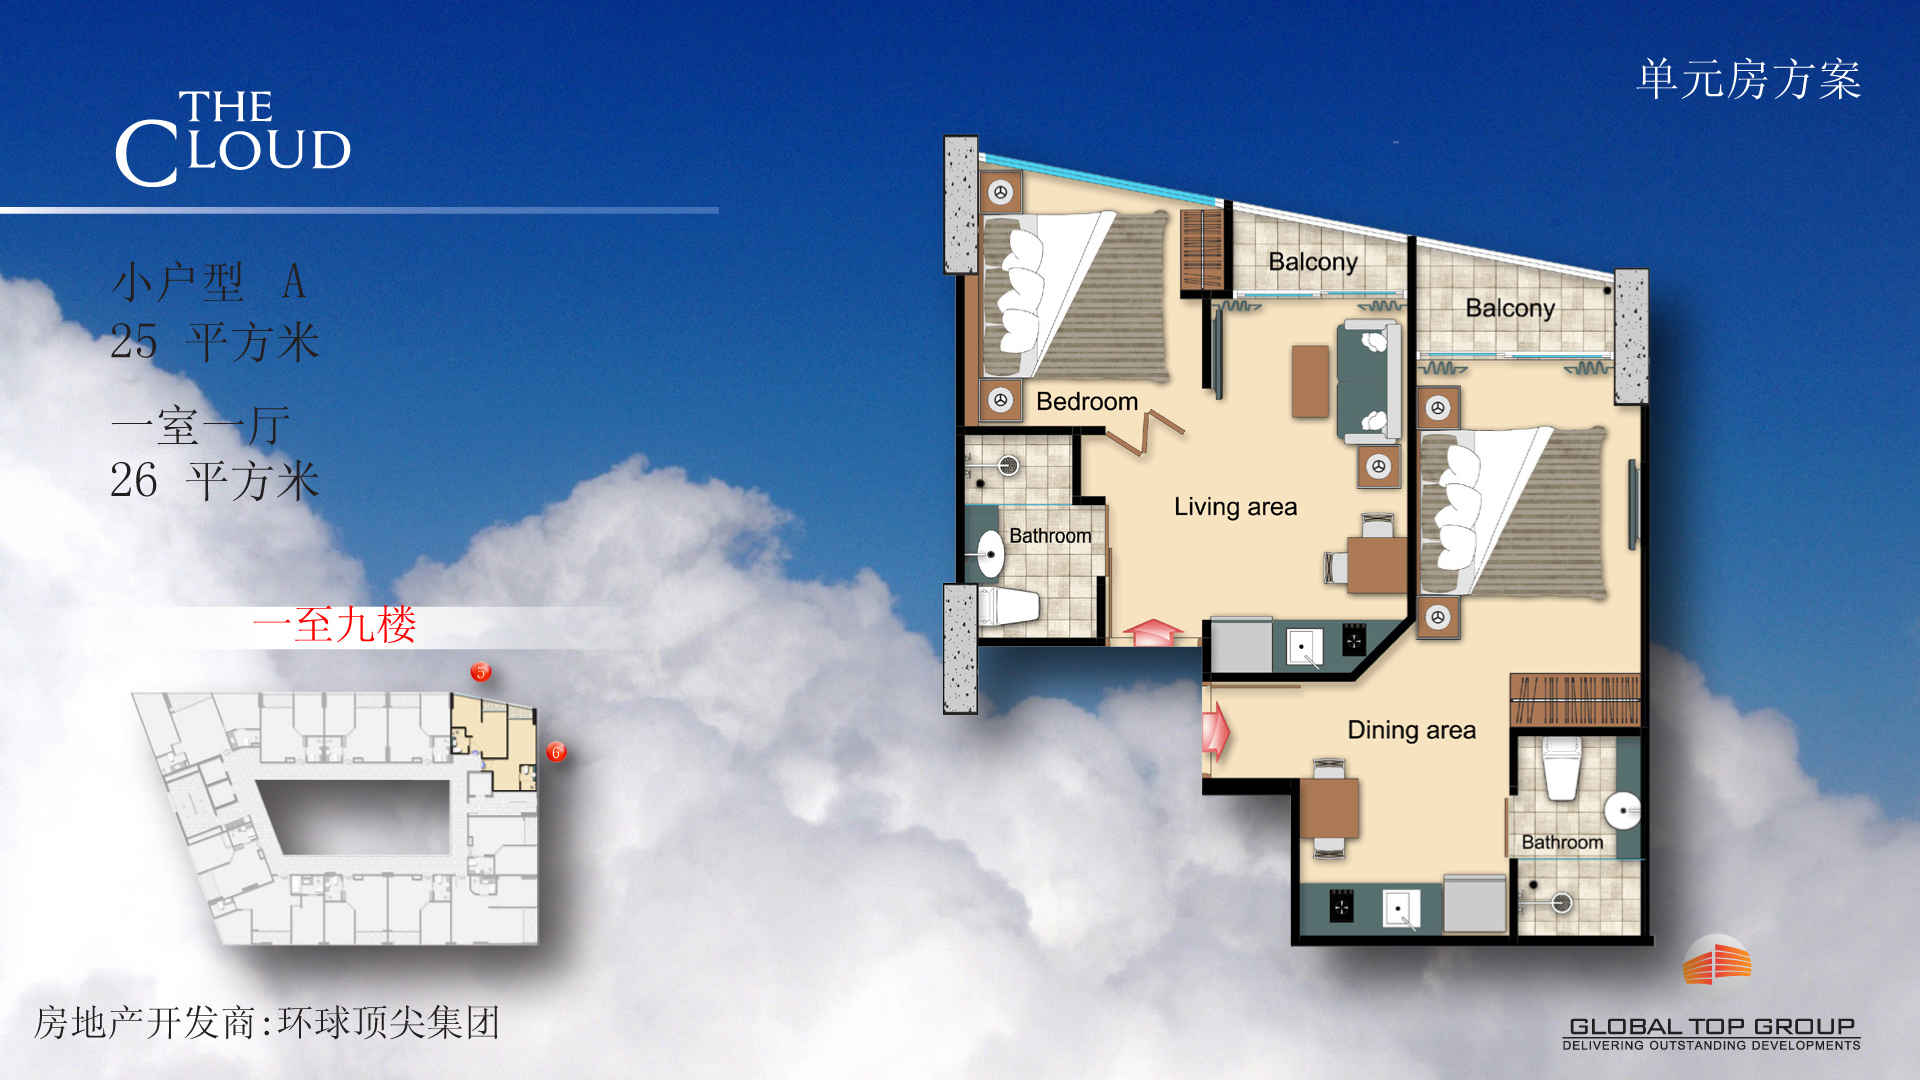 THE
CLOUD
单元房方案
小户型 A
25 平方米
一室一厅
26 平方米
一至九楼
5
6
Balcony
Balcony
Bedroom
Living area
Bathroom
Dining area
Bathroom
房地产开发商:环球顶尖集团
GLOBAL TOP GROUP
DELIVERING OUTSTANDING DEVELOPMENTS